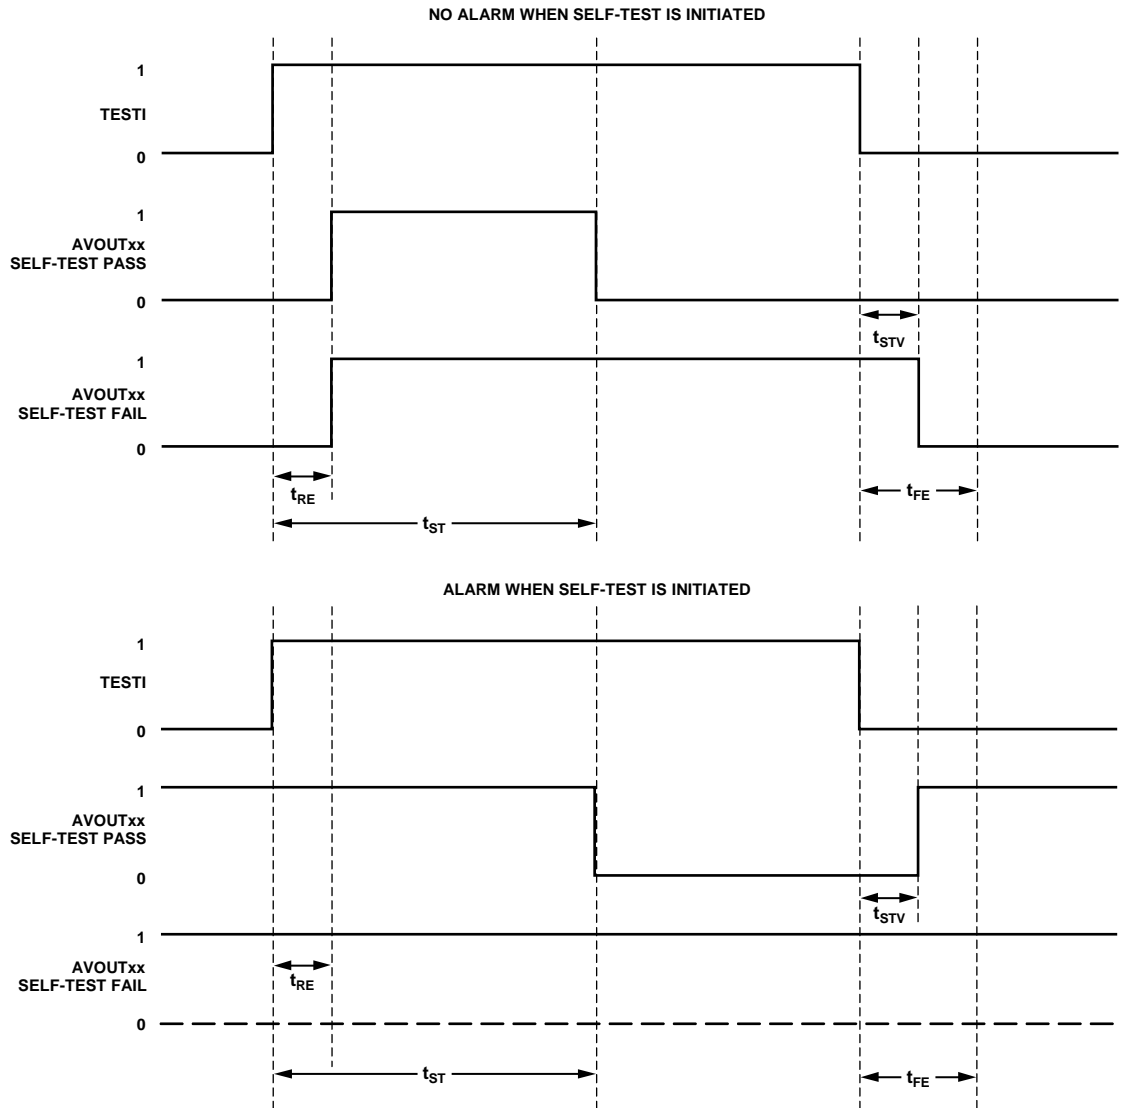 NO ALARM WHEN SELF-TEST IS INITIATED
1
TESTI
0
1
AVOUTxx
SELF-TEST PASS
0
tSTV
1
AVOUTxx
SELF-TEST FAIL
0
tRE
tFE
tST
ALARM WHEN SELF-TEST IS INITIATED
1
TESTI
0
1
AVOUTxx
SELF-TEST PASS
0
tSTV
1
AVOUTxx
SELF-TEST FAIL
tRE
0
tST
tFE